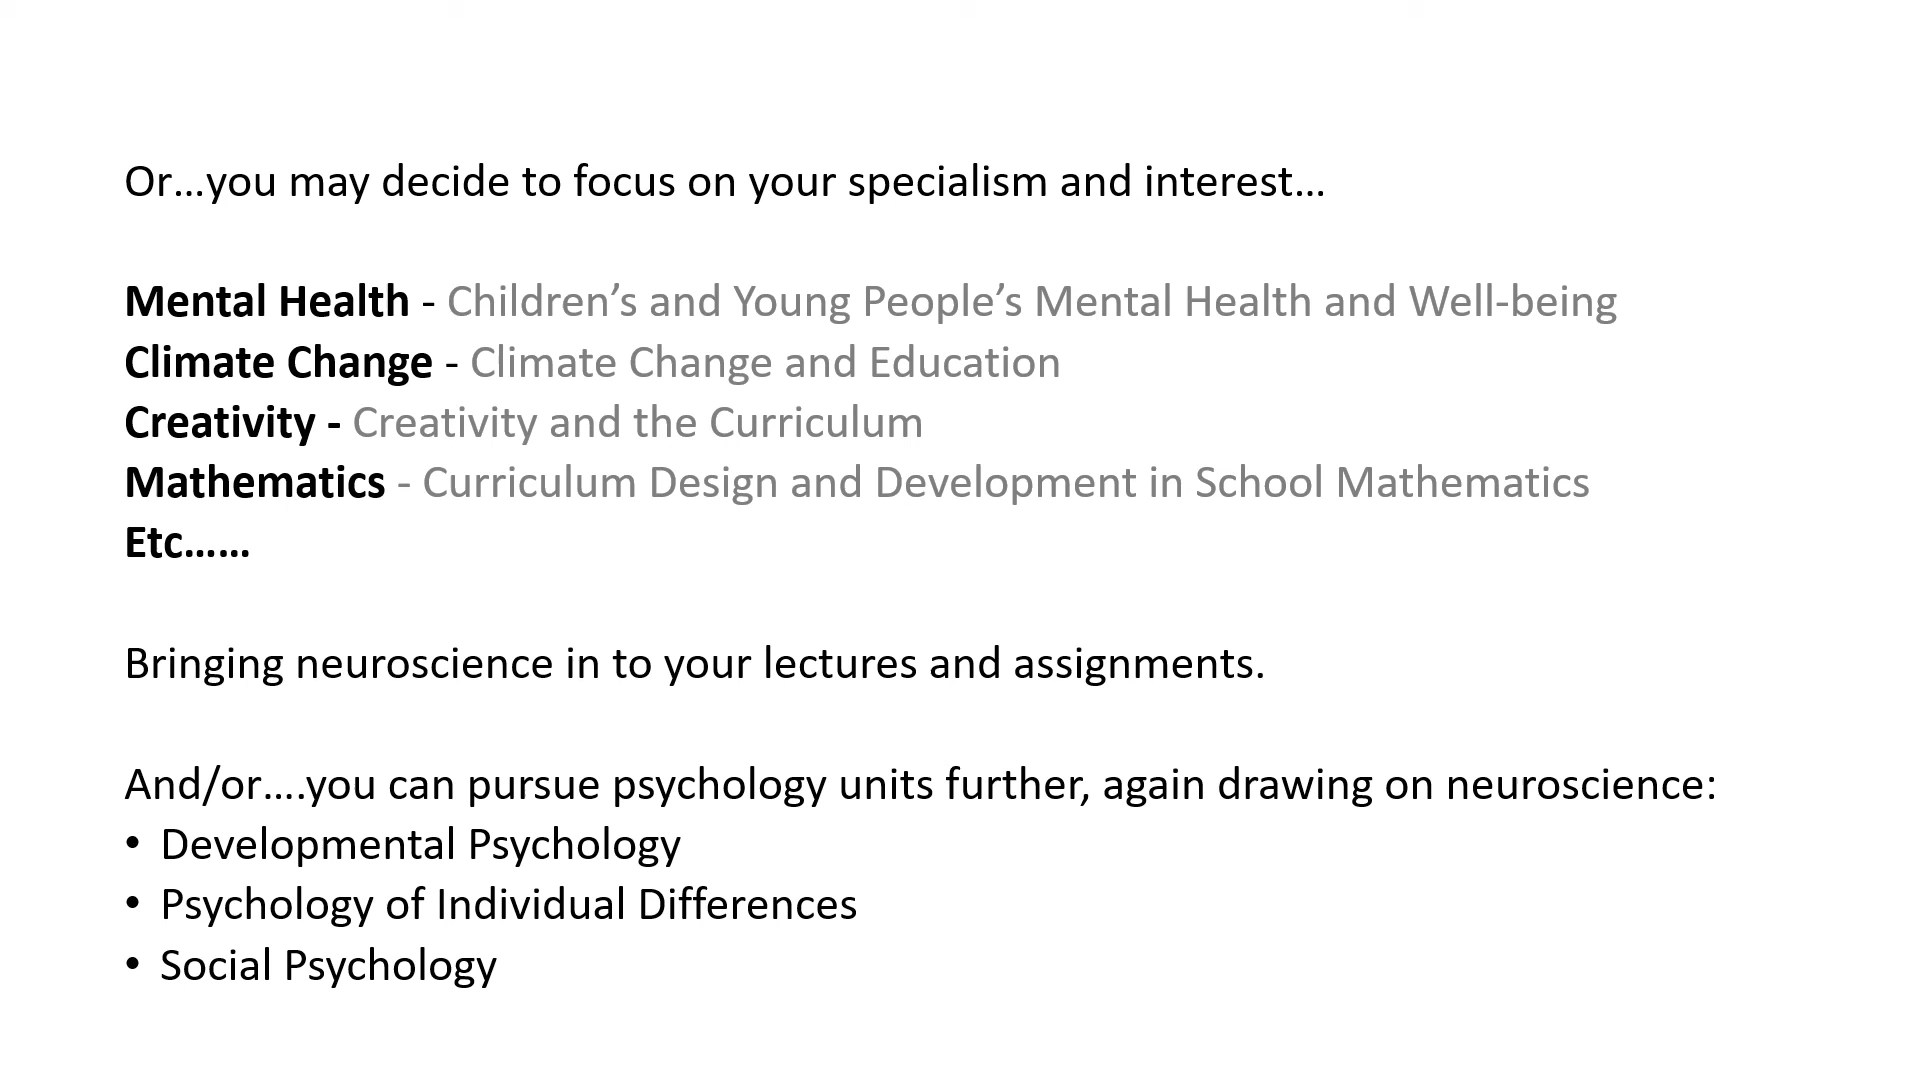 Or…you may decide to focus on your specialism and interest…
Mental Health - Children’s and Young People’s Mental Health and Well-being
Climate Change - Climate Change and Education
Creativity - Creativity and the Curriculum
Mathematics - Curriculum Design and Development in School Mathematics
Etc……
Bringing neuroscience in to your lectures and assignments.
And/or….you can pursue psychology units further, again drawing on neuroscience:
• Developmental Psychology
• Psychology of Individual Differences
• Social Psychology